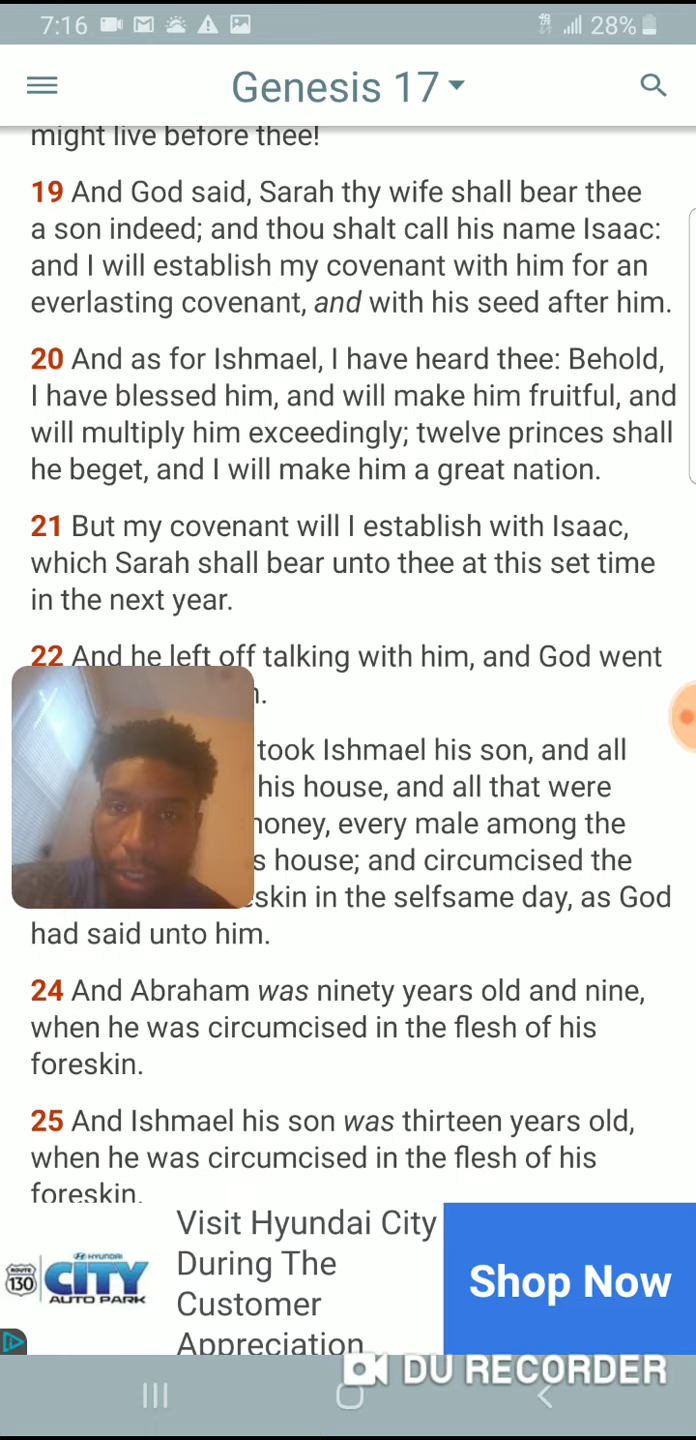 7:16
28%
Genesis 17
might live before thee!
19 And God said, Sarah thy wife shall bear thee
a son indeed; and thou shalt call his name Isaac:
and I will establish my covenant with him for an
everlasting covenant, and with his seed after him.
20 And as for Ishmael, I have heard thee: Behold,
I have blessed him, and will make him fruitful, and
will multiply him exceedingly; twelve princes shall
he beget, and I will make him a great nation.
21 But my covenant will I establish with Isaac,
which Sarah shall bear unto thee at this set time
in the next year.
22 And he left off talking with him, and God went
took Ishmael his son, and all
his house, and all that were
every male among the
house; and circumcised the
in the selfsame day, as God
had said unto him.
24 And Abraham was ninety years old and nine,
when he was circumcised in the flesh of his
foreskin.
25 And Ishmael his son was thirteen years old,
when he was circumcised in the flesh of his
foreskin.
ROUTE
130
HYUNDAI
CITY
AUTO PARK
Visit Hyundai City
During The
Customer
Appreciation
Shop Now
DU RECORDER